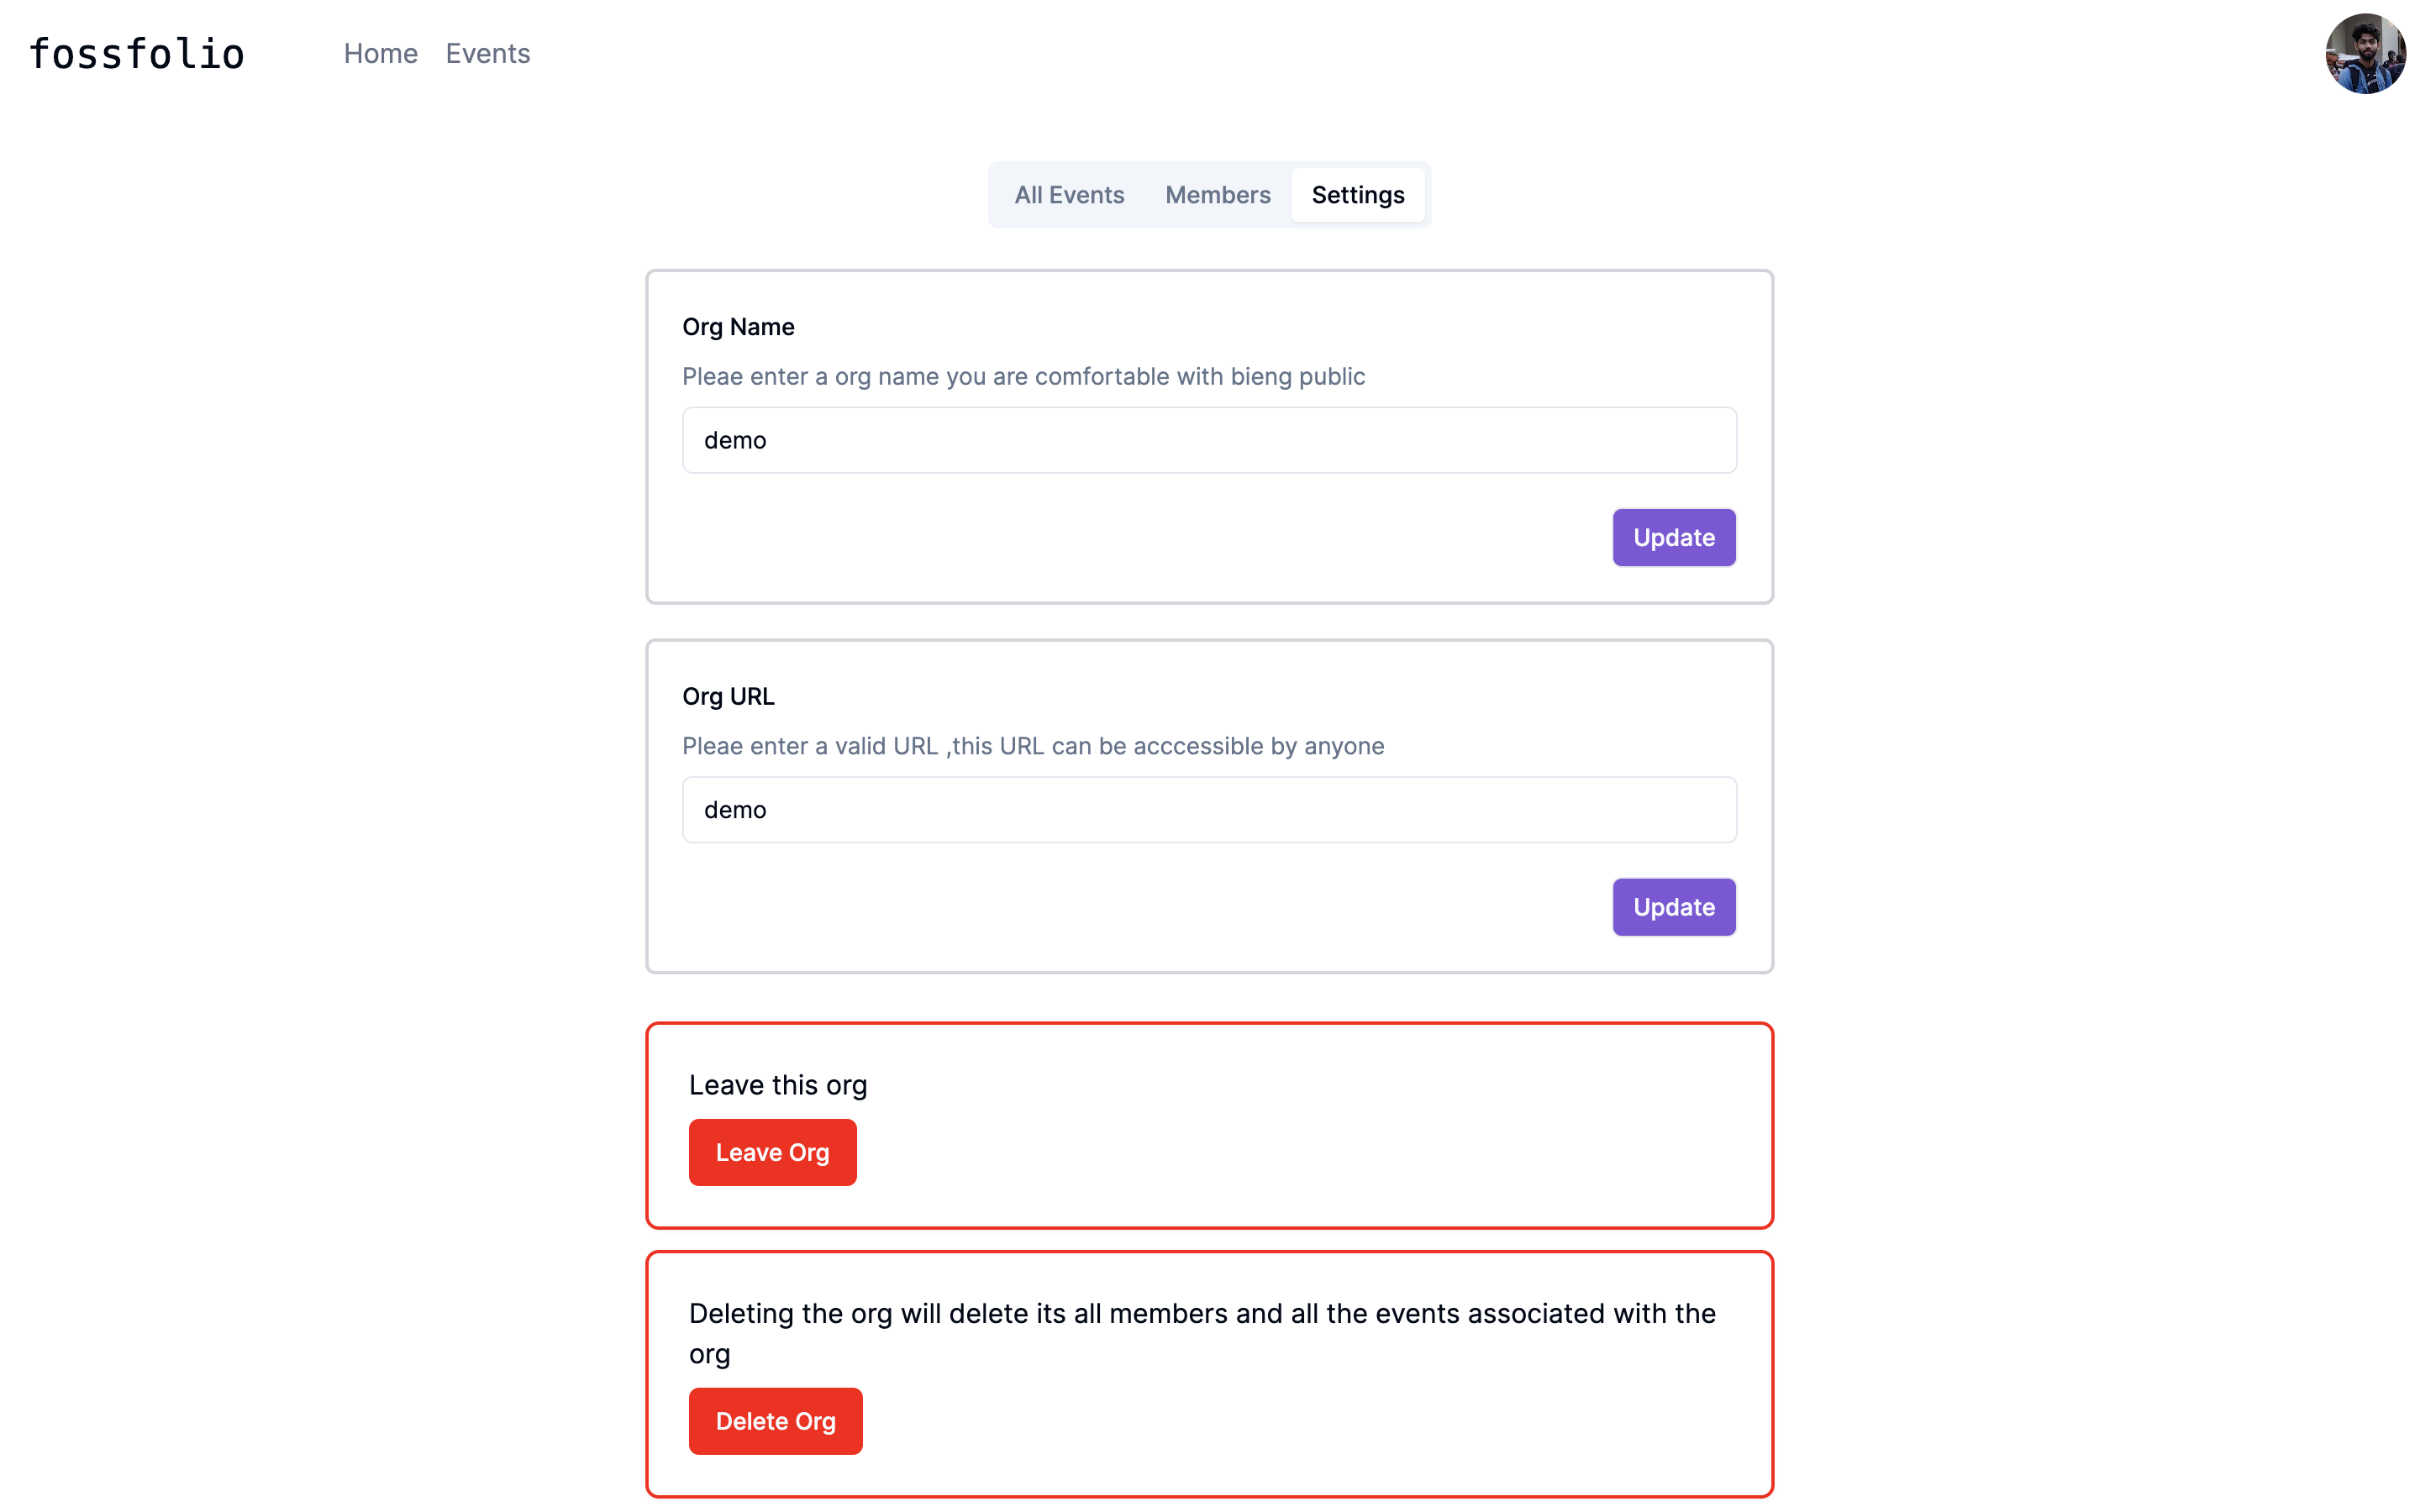 fossfolio
Home Events
All Events Members Settings
Org Name
Pleae enter a org name you are comfortable with bieng public
demo
Update
Org URL
Pleae enter a valid URL ,this URL can be acccessible by anyone
demo
Update
Leave this org
Leave Org
Deleting the org will delete its all members and all the events associated with the
org
Delete Org